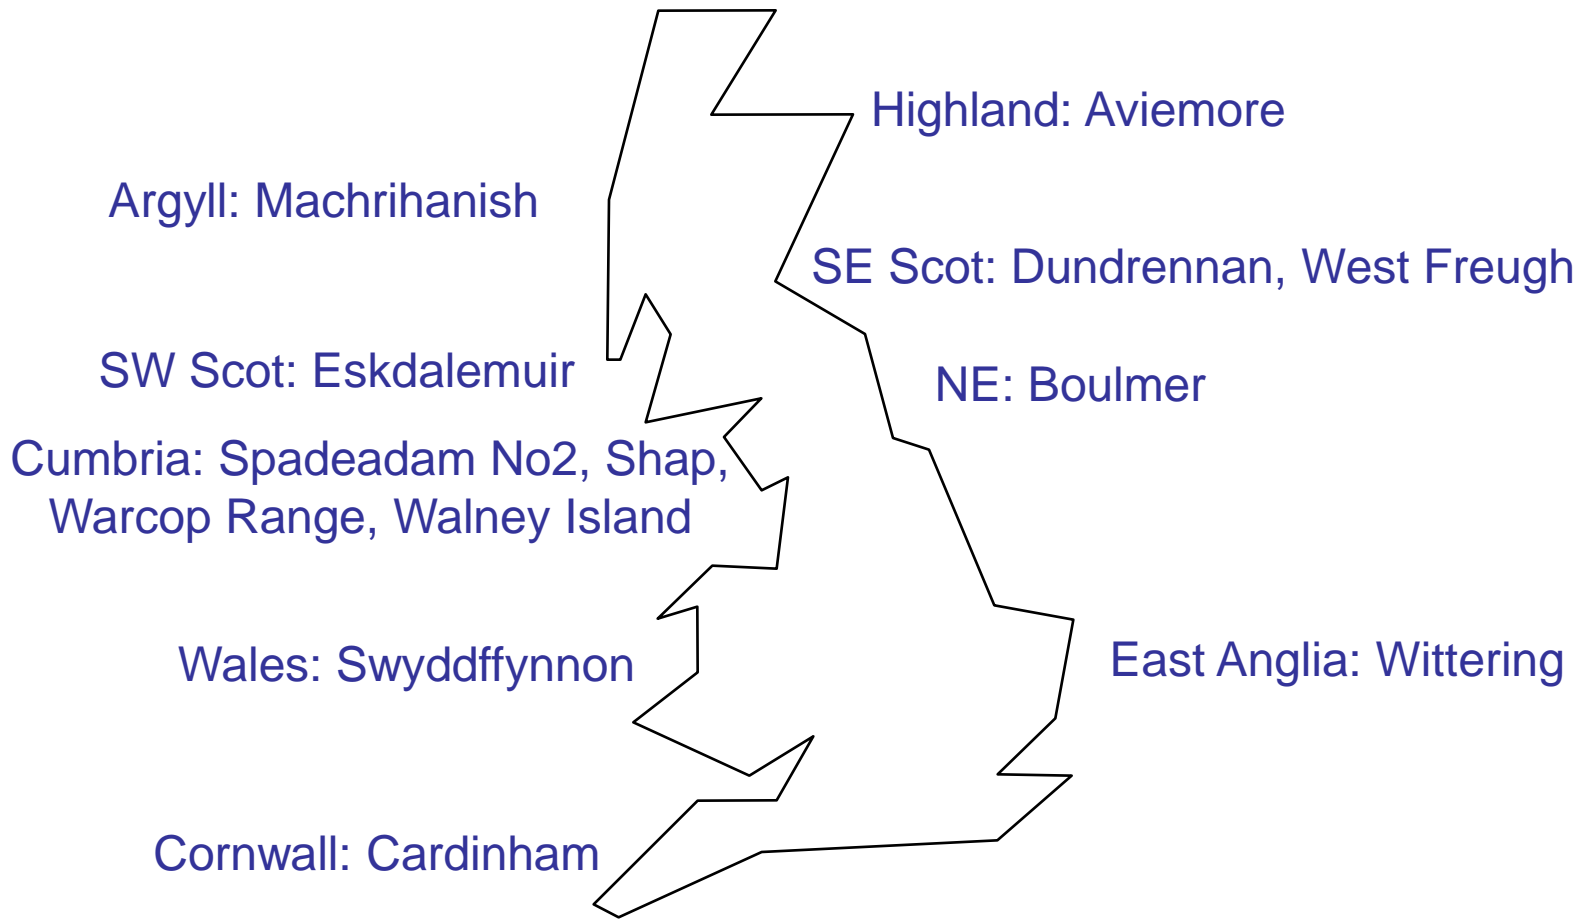 Highland: Aviemore
Argyll: Machrihanish
SE Scot: Dundrennan, West Freugh
SW Scot: Eskdalemuir
NE: Boulmer
Cumbria: Spadeadam No2, Shap,
Warcop Range, Walney Island
Wales: Swyddffynnon
East Anglia: Wittering
Cornwall: Cardinham